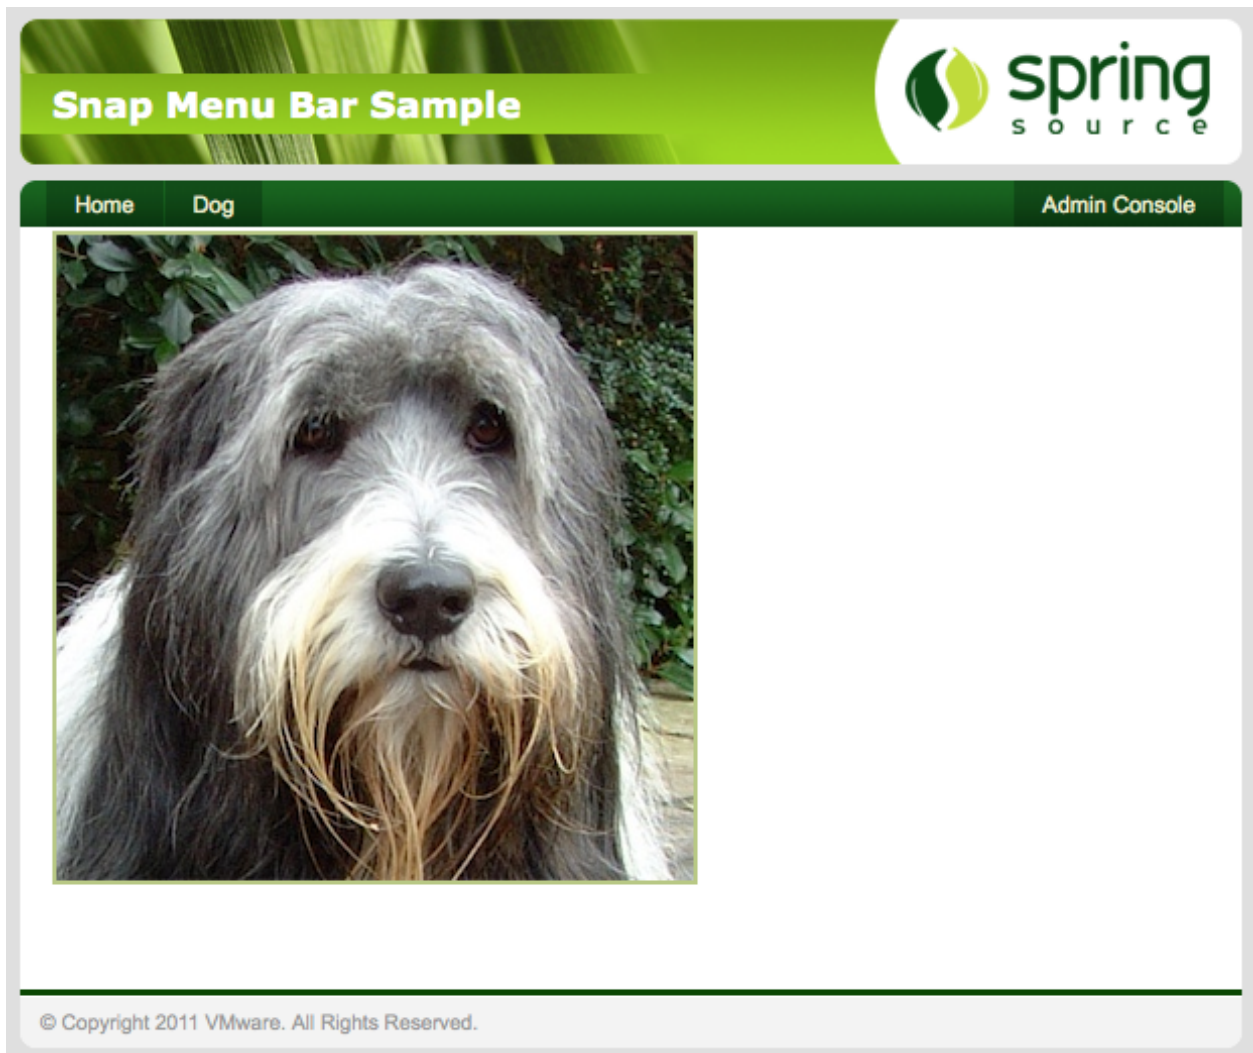 Snap Menu Bar Sample
spring
source
Home
Dog
Admin Console
© Copyright 2011 VMware. All Rights Reserved.